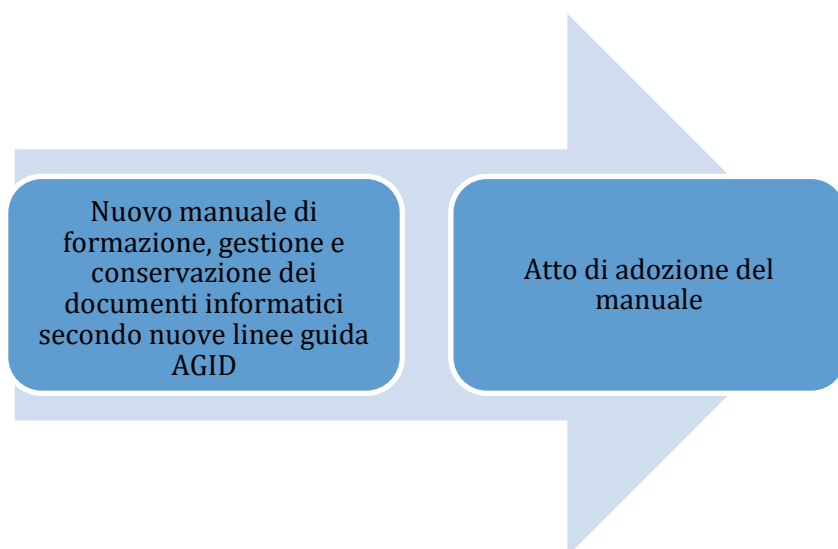 Nuovo manuale di
formazione, gestione e
conservazione dei
documenti informatici
secondo nuove linee guida
AGID
Atto di adozione del
manuale